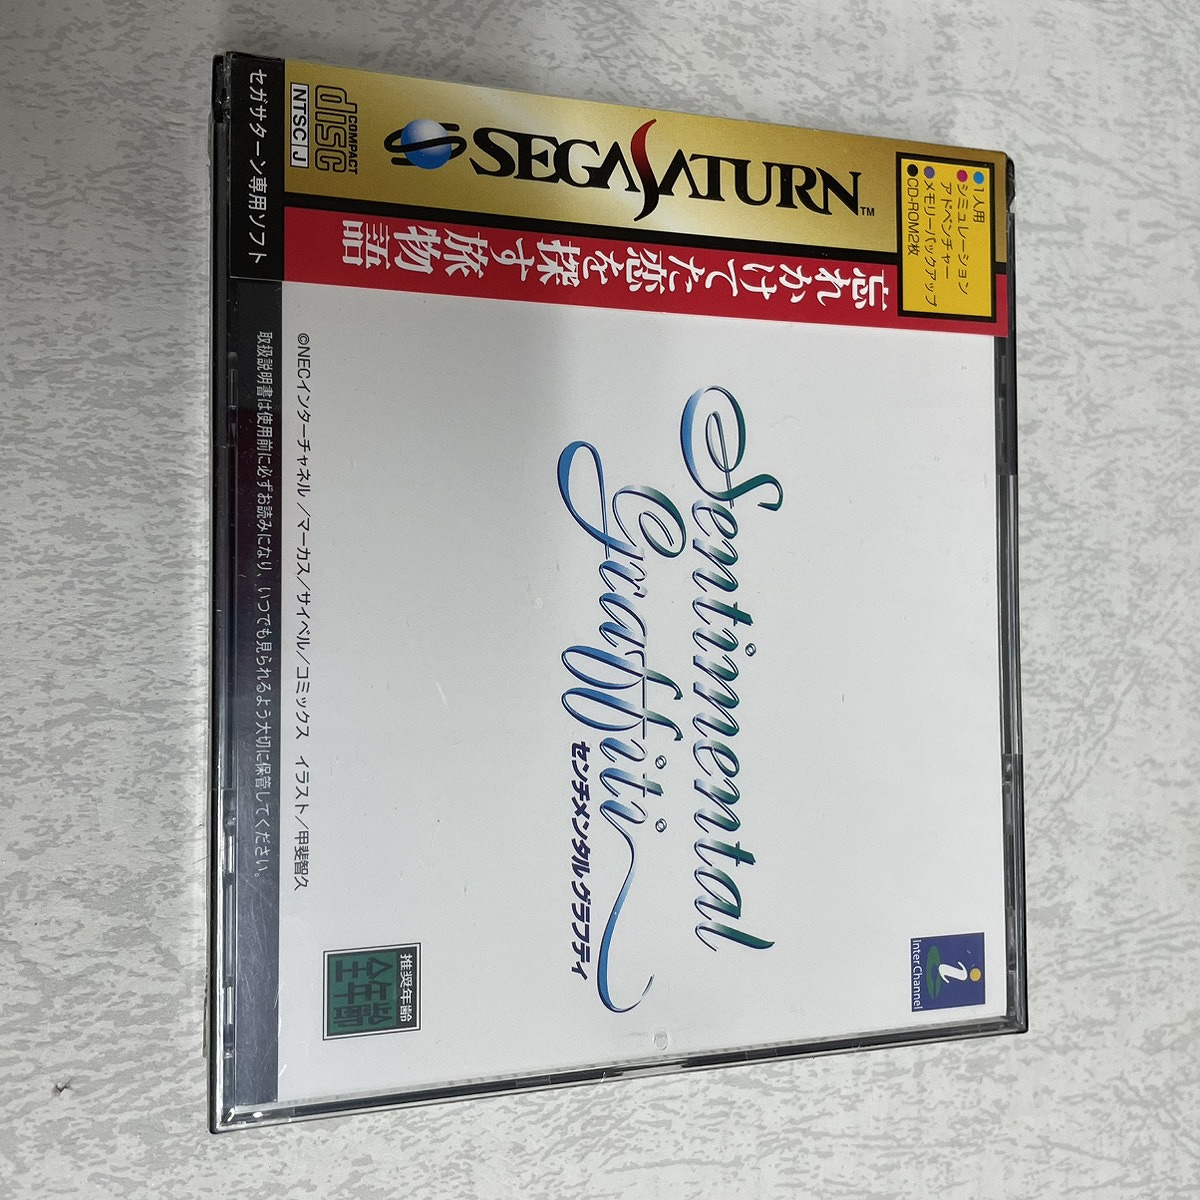 SEGA SATURN™
COMPACT
disc
NTSC J
●1人用
●シミュレーション
アドベンチャー
●メモリーバックアップ
●CD-ROM2枚
忘れかけてた恋を探す旅物語
セガサターン専用ソフト
Sentimental
Graffiti
センチメンタルグラフティ
i
Inter Channel
推奨年齢
全年齢
©NECインターチャネル／マーカス／サイベル／コミックス イラスト／甲斐智久
取扱説明書は使用前に必ずお読みになり、いつでも見られるよう大切に保管してください。